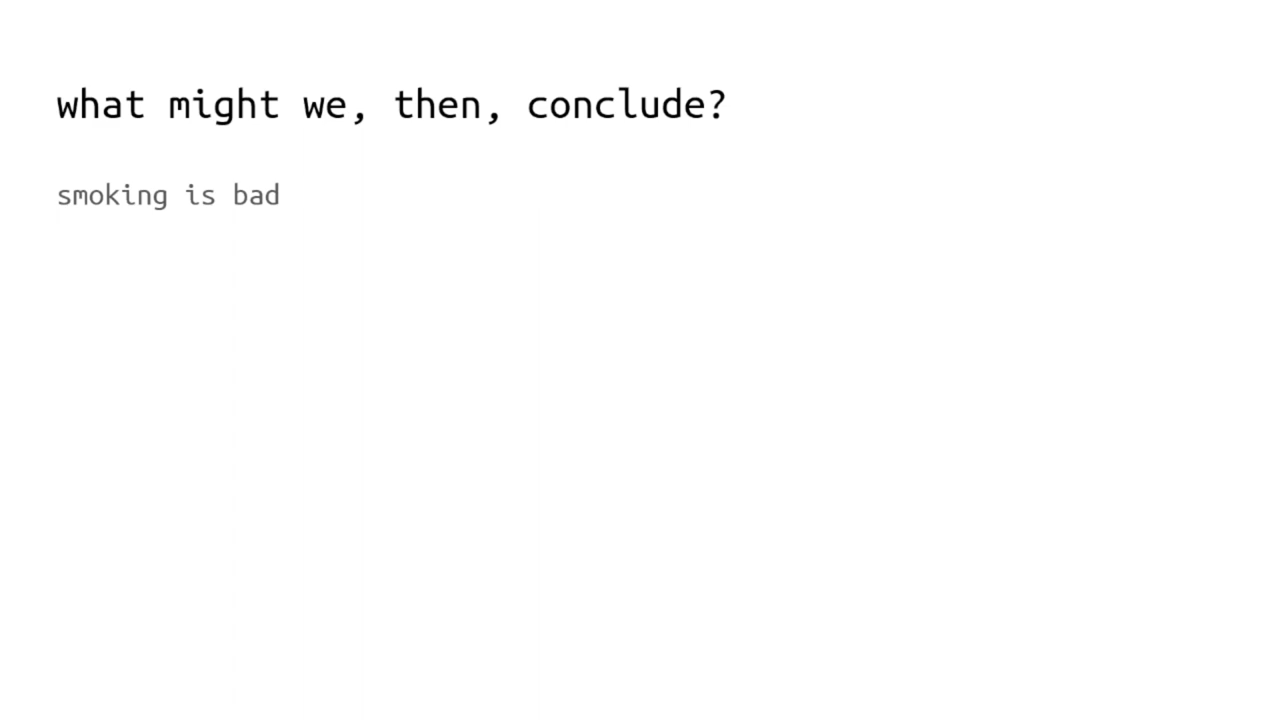 what might we, then, conclude?
smoking is bad